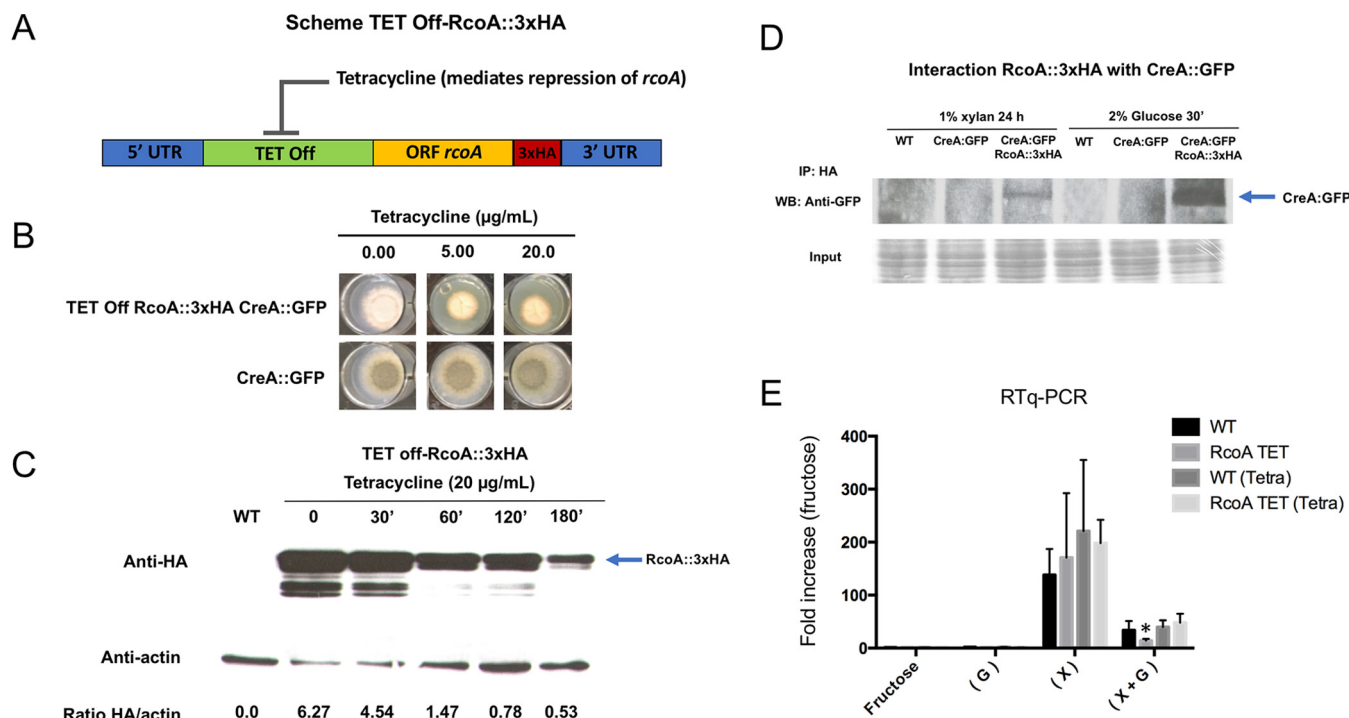 A
Scheme TET Off-RcoA::3xHA
Tetracycline (mediates repression of rcoA)
5’ UTR TET Off ORF rcoA 3xHA 3’ UTR
B
Tetracycline (µg/mL)
0.00 5.00 20.0
TET Off RcoA::3xHA CreA::GFP
CreA::GFP
C
TET off-RcoA::3xHA
Tetracycline (20 µg/mL)
WT 0 30’ 60’ 120’ 180’
Anti-HA
RcoA::3xHA
Anti-actin
Ratio HA/actin 0.0 6.27 4.54 1.47 0.78 0.53
D
Interaction RcoA::3xHA with CreA::GFP
1% xylan 24 h 2% Glucose 30’
WT CreA:GFP CreA:GFP WT CreA:GFP CreA:GFP
RcoA::3xHA RcoA::3xHA
IP: HA
WB: Anti-GFP
CreA:GFP
Input
E
RTq-PCR
WT
RcoA TET
WT (Tetra)
RcoA TET (Tetra)
Fold increase (fructose)
400
300
200
100
0
*
Fructose
( G )
( X )
( X + G )